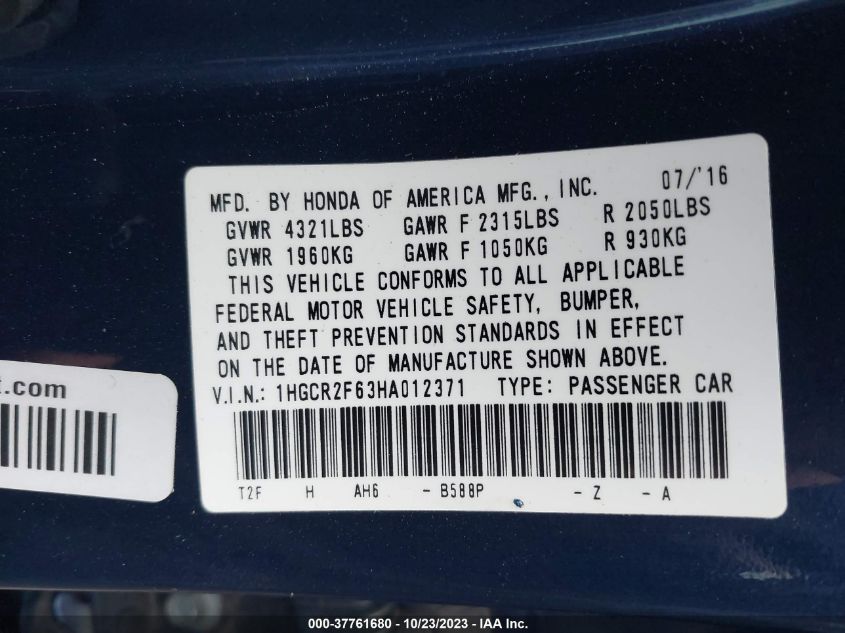 MFD. BY HONDA OF AMERICA MFG., INC. 07/'16
GVWR 4321LBS GAWR F 2315LBS R 2050LBS
GVWR 1960KG GAWR F 1050KG R 930KG
THIS VEHICLE CONFORMS TO ALL APPLICABLE
FEDERAL MOTOR VEHICLE SAFETY, BUMPER,
AND THEFT PREVENTION STANDARDS IN EFFECT
ON THE DATE OF MANUFACTURE SHOWN ABOVE.
V.I.N.: 1HGCR2F63HA012371 TYPE: PASSENGER CAR
T2F H AH6 - B588P - Z - A
t.com
000-37761680 - 10/23/2023 - IAA Inc.